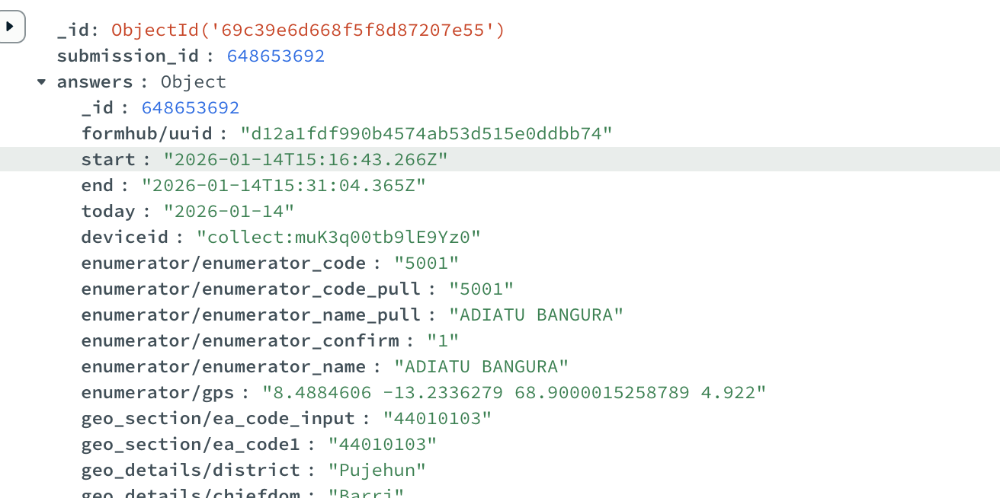 _id: ObjectId('69c39e6d668f5f8d87207e55')
submission_id : 648653692
answers : Object
_id : 648653692
formhub/uuid : "d12a1fdf990b4574ab53d515e0ddbb74"
start : "2026-01-14T15:16:43.266Z"
end : "2026-01-14T15:31:04.365Z"
today : "2026-01-14"
deviceid : "collect:muK3q00tb9lE9Yz0"
enumerator/enumerator_code : "5001"
enumerator/enumerator_code_pull : "5001"
enumerator/enumerator_name_pull : "ADIATU BANGURA"
enumerator/enumerator_confirm : "1"
enumerator/enumerator_name : "ADIATU BANGURA"
enumerator/gps : "8.4884606 -13.2336279 68.9000015258789 4.922"
geo_section/ea_code_input : "44010103"
geo_section/ea_code1 : "44010103"
geo_details/district : "Pujehun"
geo_details/chiefdom : "Barri"